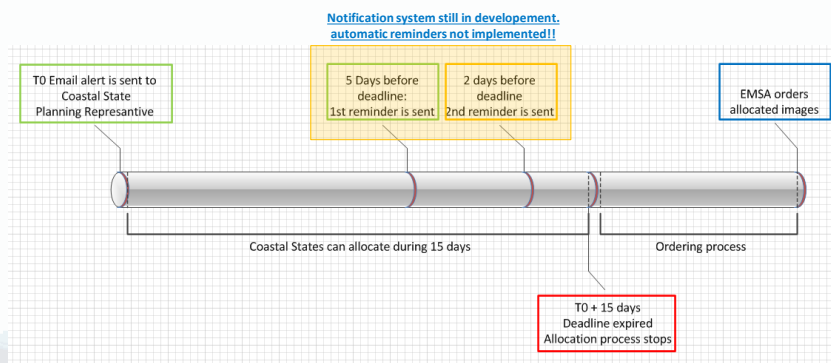 Notification system still in developement.
automatic reminders not implemented!!
T0 Email alert is sent to
Coastal State
Planning Represantive
5 Days before
deadline:
1st reminder is sent
2 days before
deadline
2nd reminder is sent
EMSA orders
allocated images
Coastal States can allocate during 15 days
Ordering process
T0 + 15 days
Deadline expired
Allocation process stops